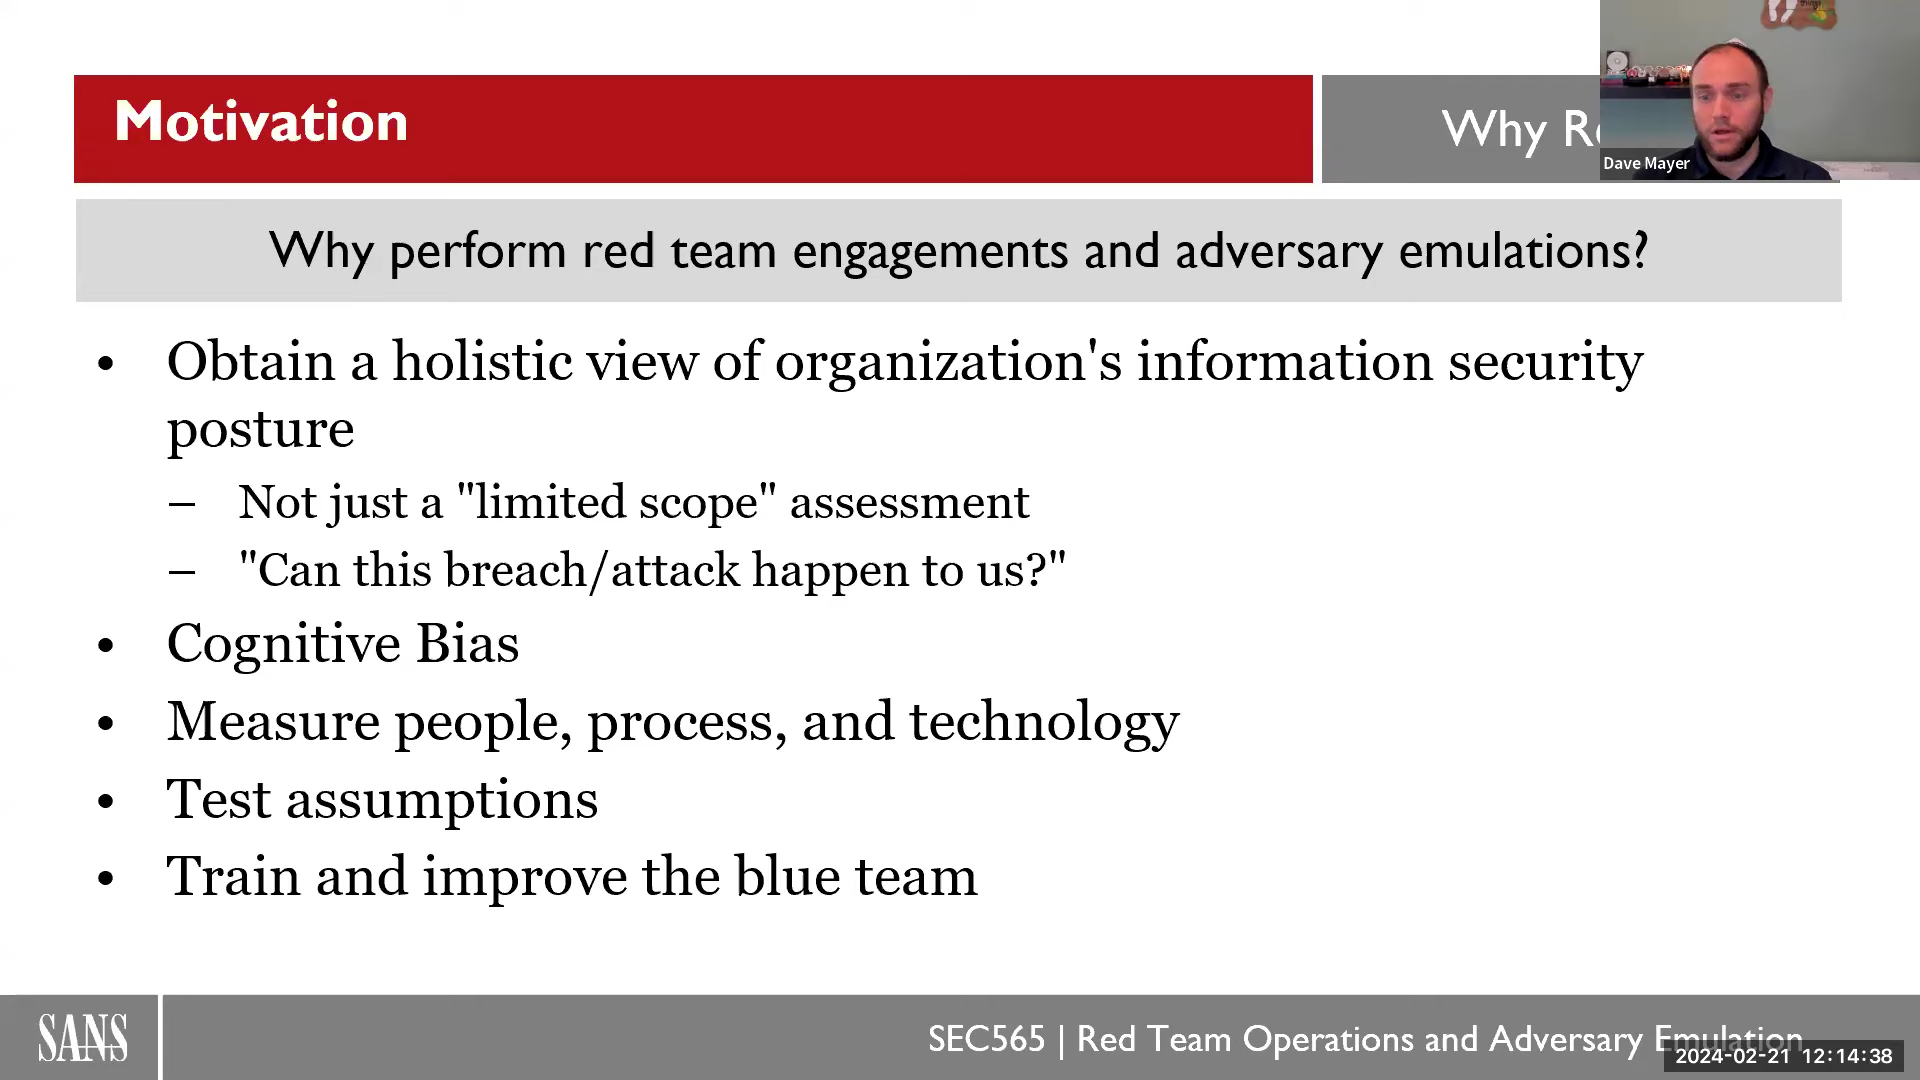 Motivation
Why R
Dave Mayer
Why perform red team engagements and adversary emulations?
• Obtain a holistic view of organization's information security
posture
– Not just a "limited scope" assessment
– "Can this breach/attack happen to us?"
• Cognitive Bias
• Measure people, process, and technology
• Test assumptions
• Train and improve the blue team
SANS
SEC565 | Red Team Operations and Adversary Emulation
2024-02-21 12:14:38